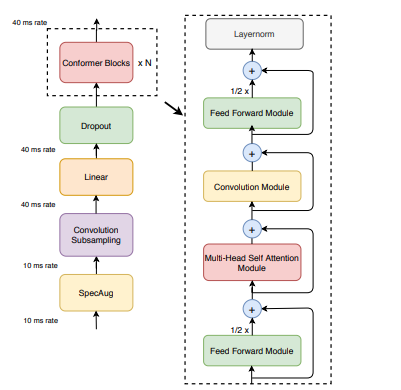 40 ms rate
Conformer Blocks
x N
Dropout
40 ms rate
Linear
40 ms rate
Convolution
Subsampling
10 ms rate
SpecAug
10 ms rate
Layernorm
+
1/2 x
Feed Forward Module
+
Convolution Module
+
Multi-Head Self Attention
Module
+
1/2 x
Feed Forward Module